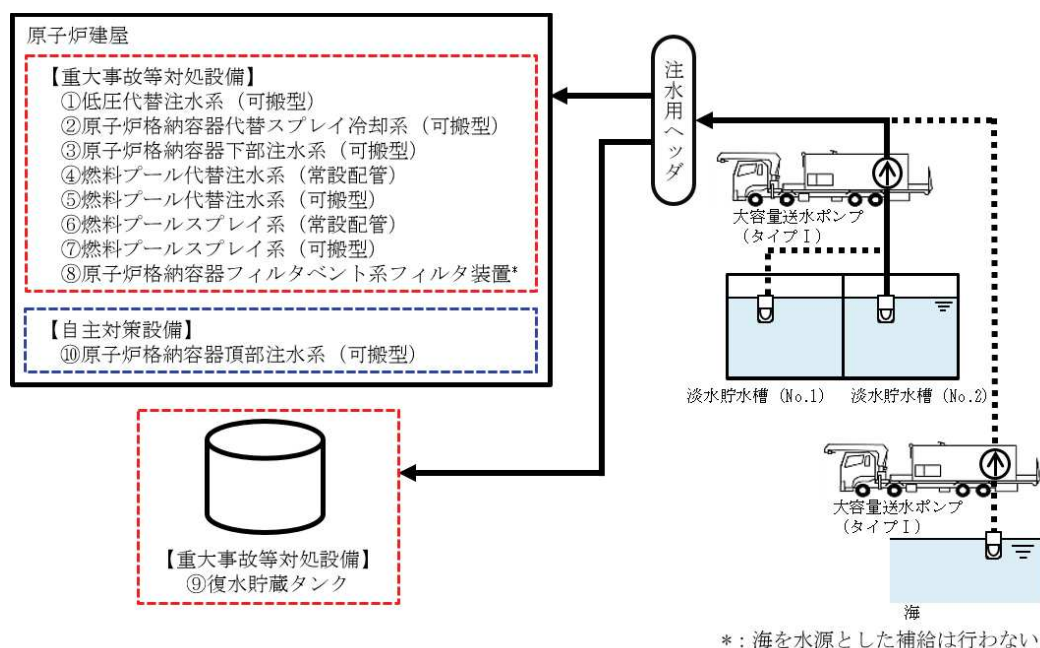 原子炉建屋
【重大事故等対処設備】
①低圧代替注水系（可搬型）
②原子炉格納容器代替スプレイ冷却系（可搬型）
③原子炉格納容器下部注水系（可搬型）
④燃料プール代替注水系（常設配管）
⑤燃料プール代替注水系（可搬型）
⑥燃料プールスプレイ系（常設配管）
⑦燃料プールスプレイ系（可搬型）
⑧原子炉格納容器フィルタベント系フィルタ装置*
【自主対策設備】
⑩原子炉格納容器頂部注水系（可搬型）
【重大事故等対処設備】
⑨復水貯蔵タンク
注水用ヘッダ
大容量送水ポンプ
（タイプⅠ）
淡水貯水槽（No.1）
淡水貯水槽（No.2）
大容量送水ポンプ
（タイプⅠ）
海
*：海を水源とした補給は行わない